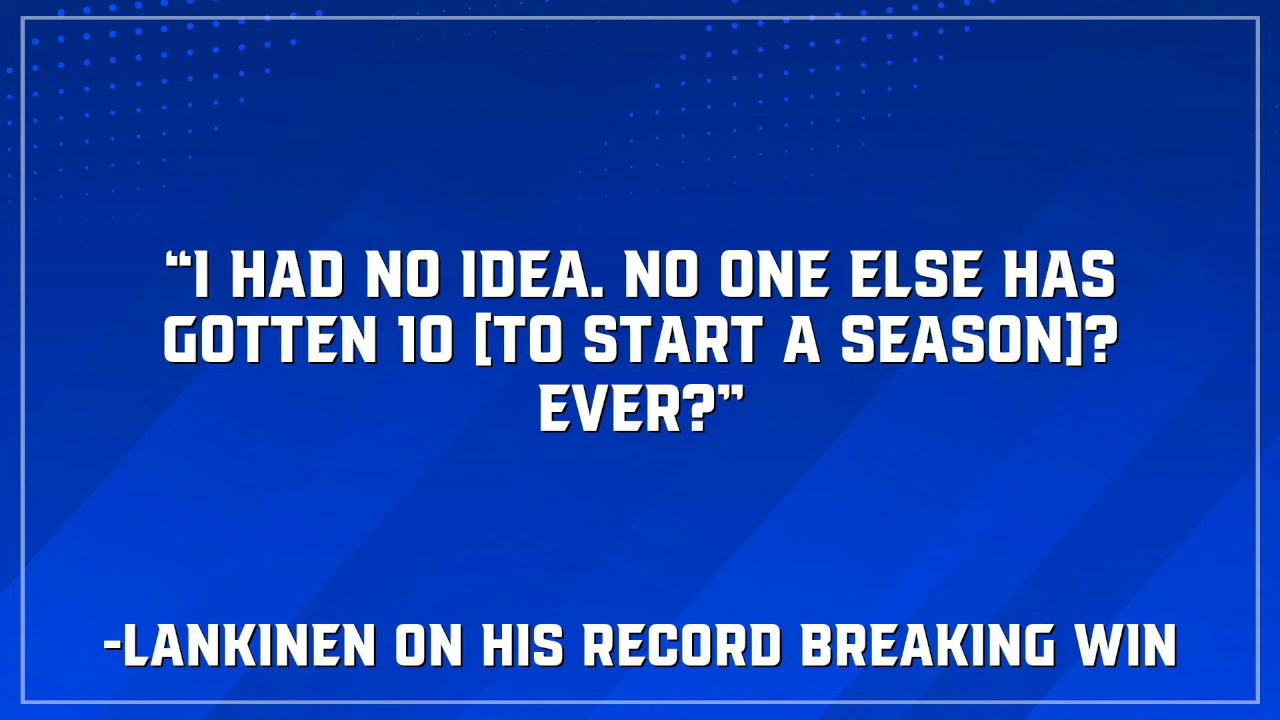 “I HAD NO IDEA. NO ONE ELSE HAS
GOTTEN 10 [TO START A SEASON]?
EVER?”
-LANKINEN ON HIS RECORD BREAKING WIN